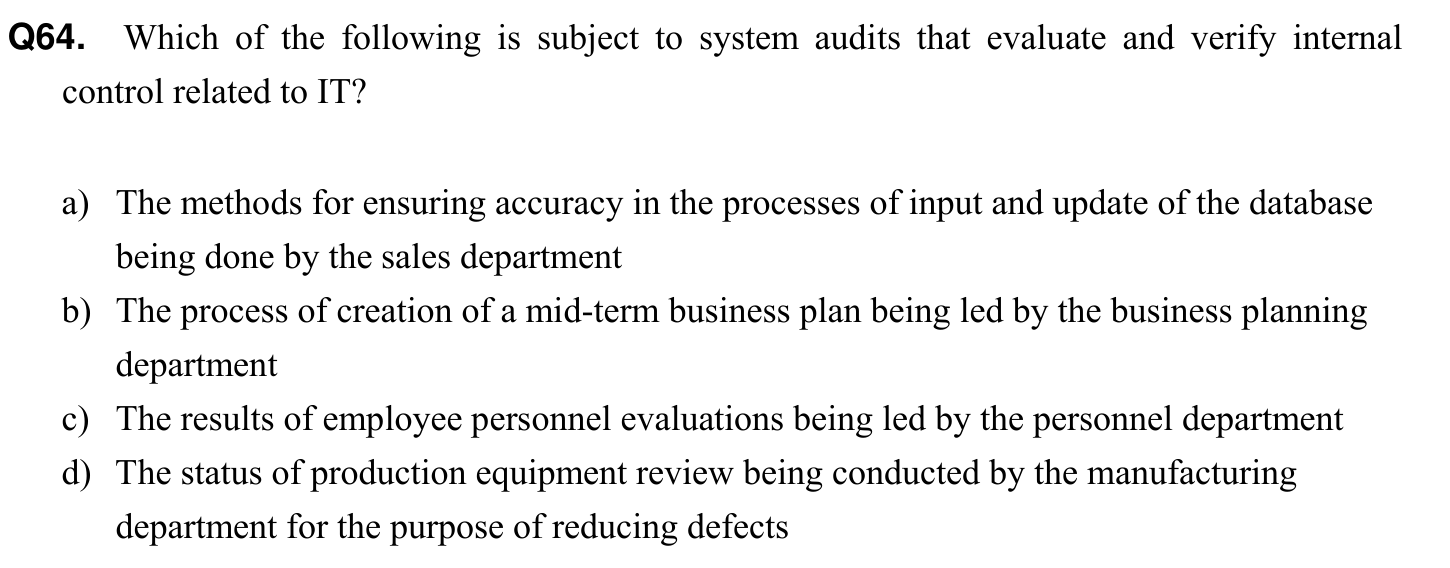 Q64. Which of the following is subject to system audits that evaluate and verify internal
control related to IT?
a) The methods for ensuring accuracy in the processes of input and update of the database
being done by the sales department
b) The process of creation of a mid-term business plan being led by the business planning
department
c) The results of employee personnel evaluations being led by the personnel department
d) The status of production equipment review being conducted by the manufacturing
department for the purpose of reducing defects